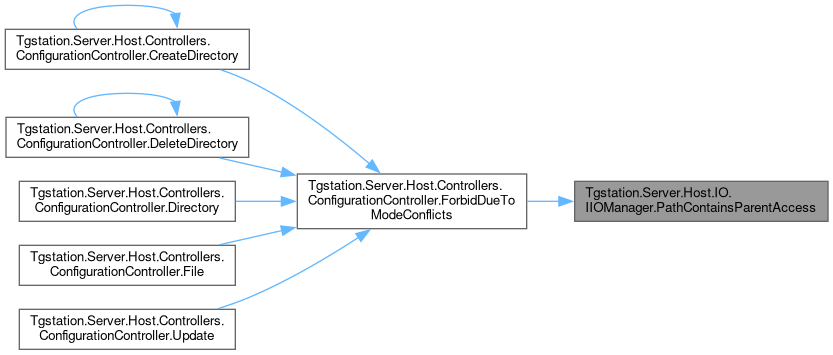 Tgstation.Server.Host.Controllers.
ConfigurationController.CreateDirectory
Tgstation.Server.Host.Controllers.
ConfigurationController.DeleteDirectory
Tgstation.Server.Host.Controllers.
ConfigurationController.Directory
Tgstation.Server.Host.Controllers.
ConfigurationController.File
Tgstation.Server.Host.Controllers.
ConfigurationController.Update
Tgstation.Server.Host.Controllers.
ConfigurationController.ForbidDueTo
ModeConflicts
Tgstation.Server.Host.IO.
IIOManager.PathContainsParentAccess